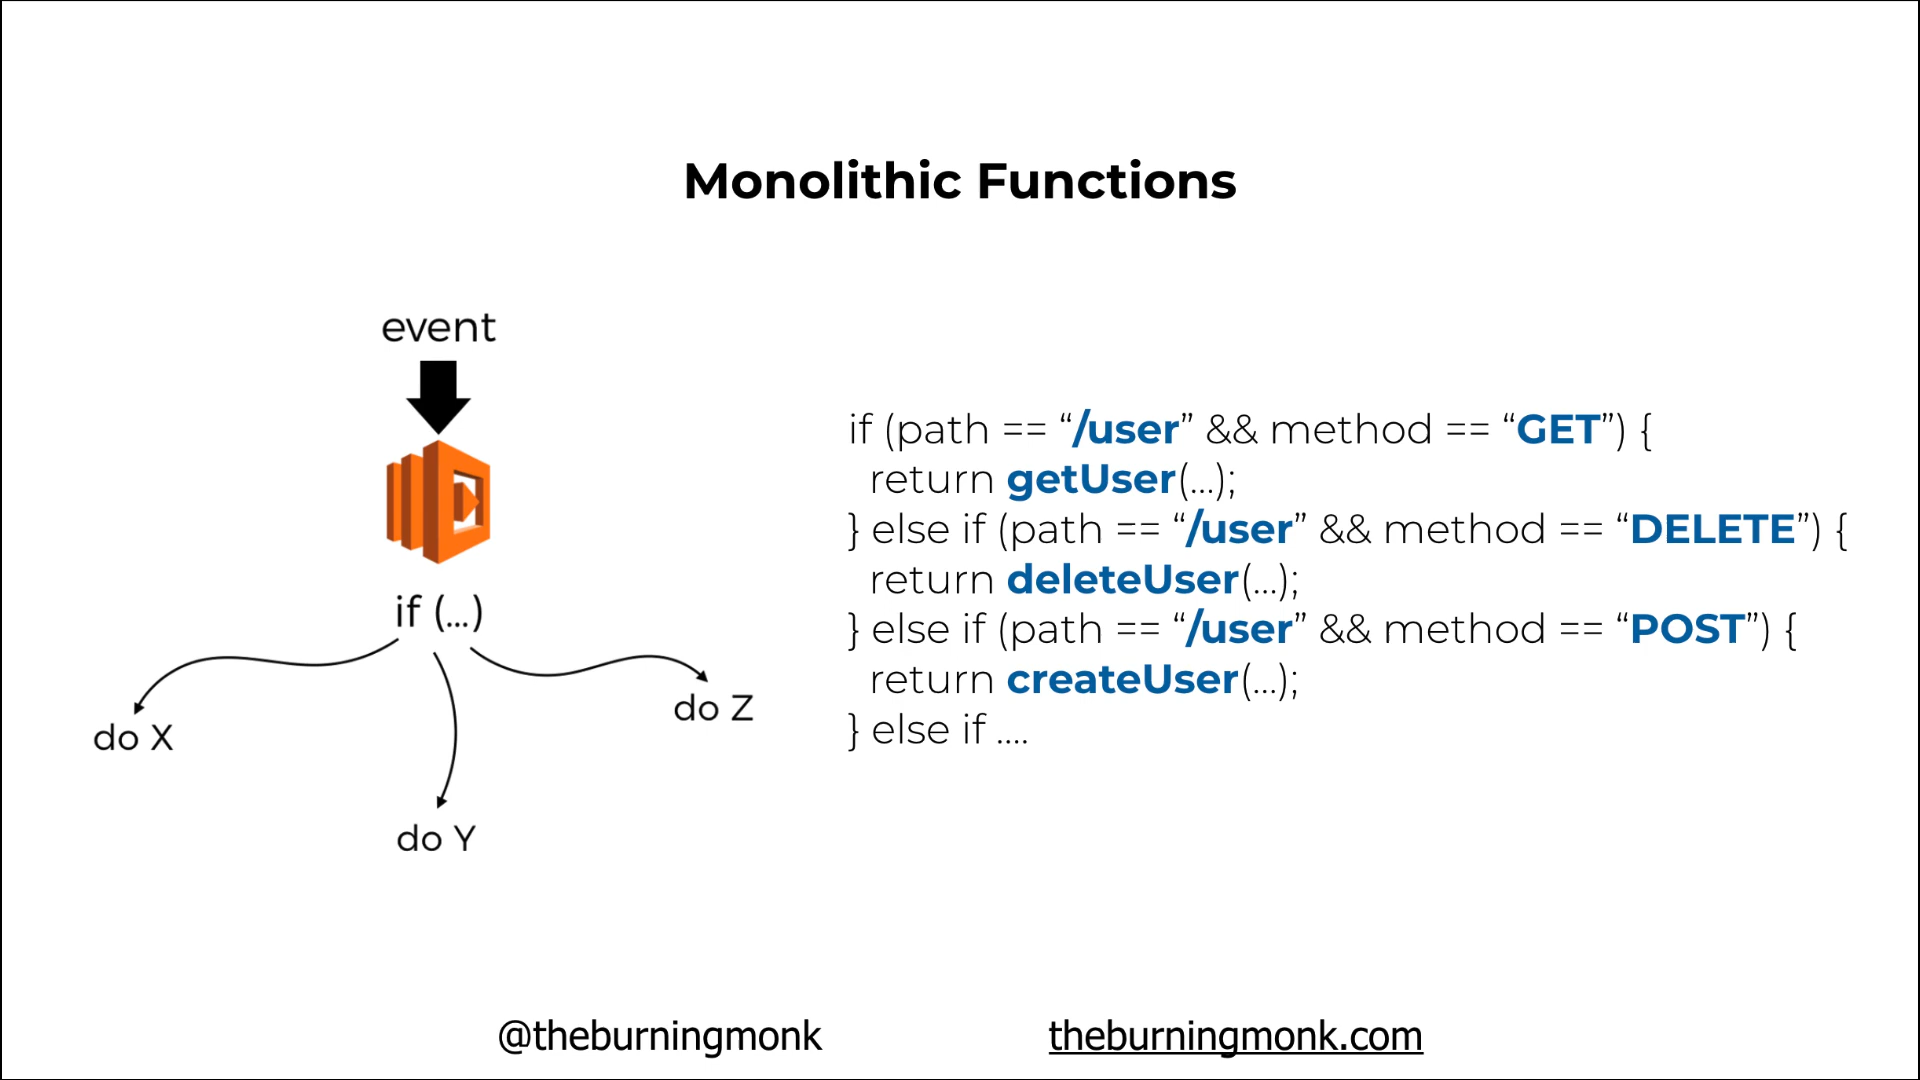 Monolithic Functions
event
if (...)
do X
do Y
do Z
if (path == “/user” && method == “GET”) {
return getUser(...);
} else if (path == “/user” && method == “DELETE”) {
return deleteUser(...);
} else if (path == “/user” && method == “POST”) {
return createUser(...);
} else if ....
@theburningmonk
theburningmonk.com